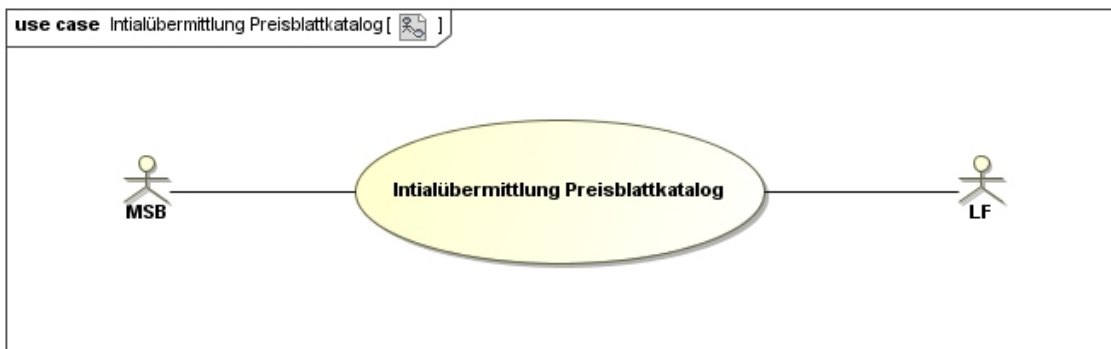 use case Intialübermittlung Preisblattkatalog [ ]
Intialübermittlung Preisblattkatalog
MSB
LF